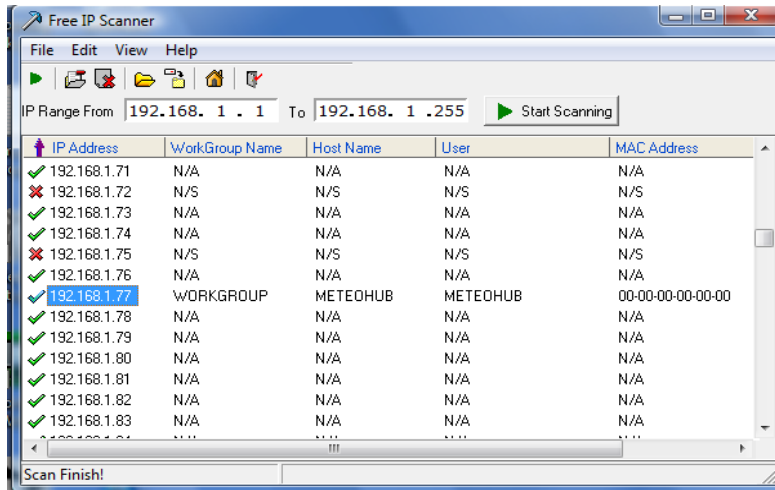 Free IP Scanner
File Edit View Help
IP Range From 192.168. 1 . 1 To 192.168. 1 .255 Start Scanning
IP Address WorkGroup Name Host Name User MAC Address
192.168.1.71 N/A N/A N/A N/A
192.168.1.72 N/S N/S N/S N/S
192.168.1.73 N/A N/A N/A N/A
192.168.1.74 N/A N/A N/A N/A
192.168.1.75 N/S N/S N/S N/S
192.168.1.76 N/A N/A N/A N/A
192.168.1.77 WORKGROUP METEOHUB METEOHUB 00-00-00-00-00-00
192.168.1.78 N/A N/A N/A N/A
192.168.1.79 N/A N/A N/A N/A
192.168.1.80 N/A N/A N/A N/A
192.168.1.81 N/A N/A N/A N/A
192.168.1.82 N/A N/A N/A N/A
192.168.1.83 N/A N/A N/A N/A
Scan Finish!